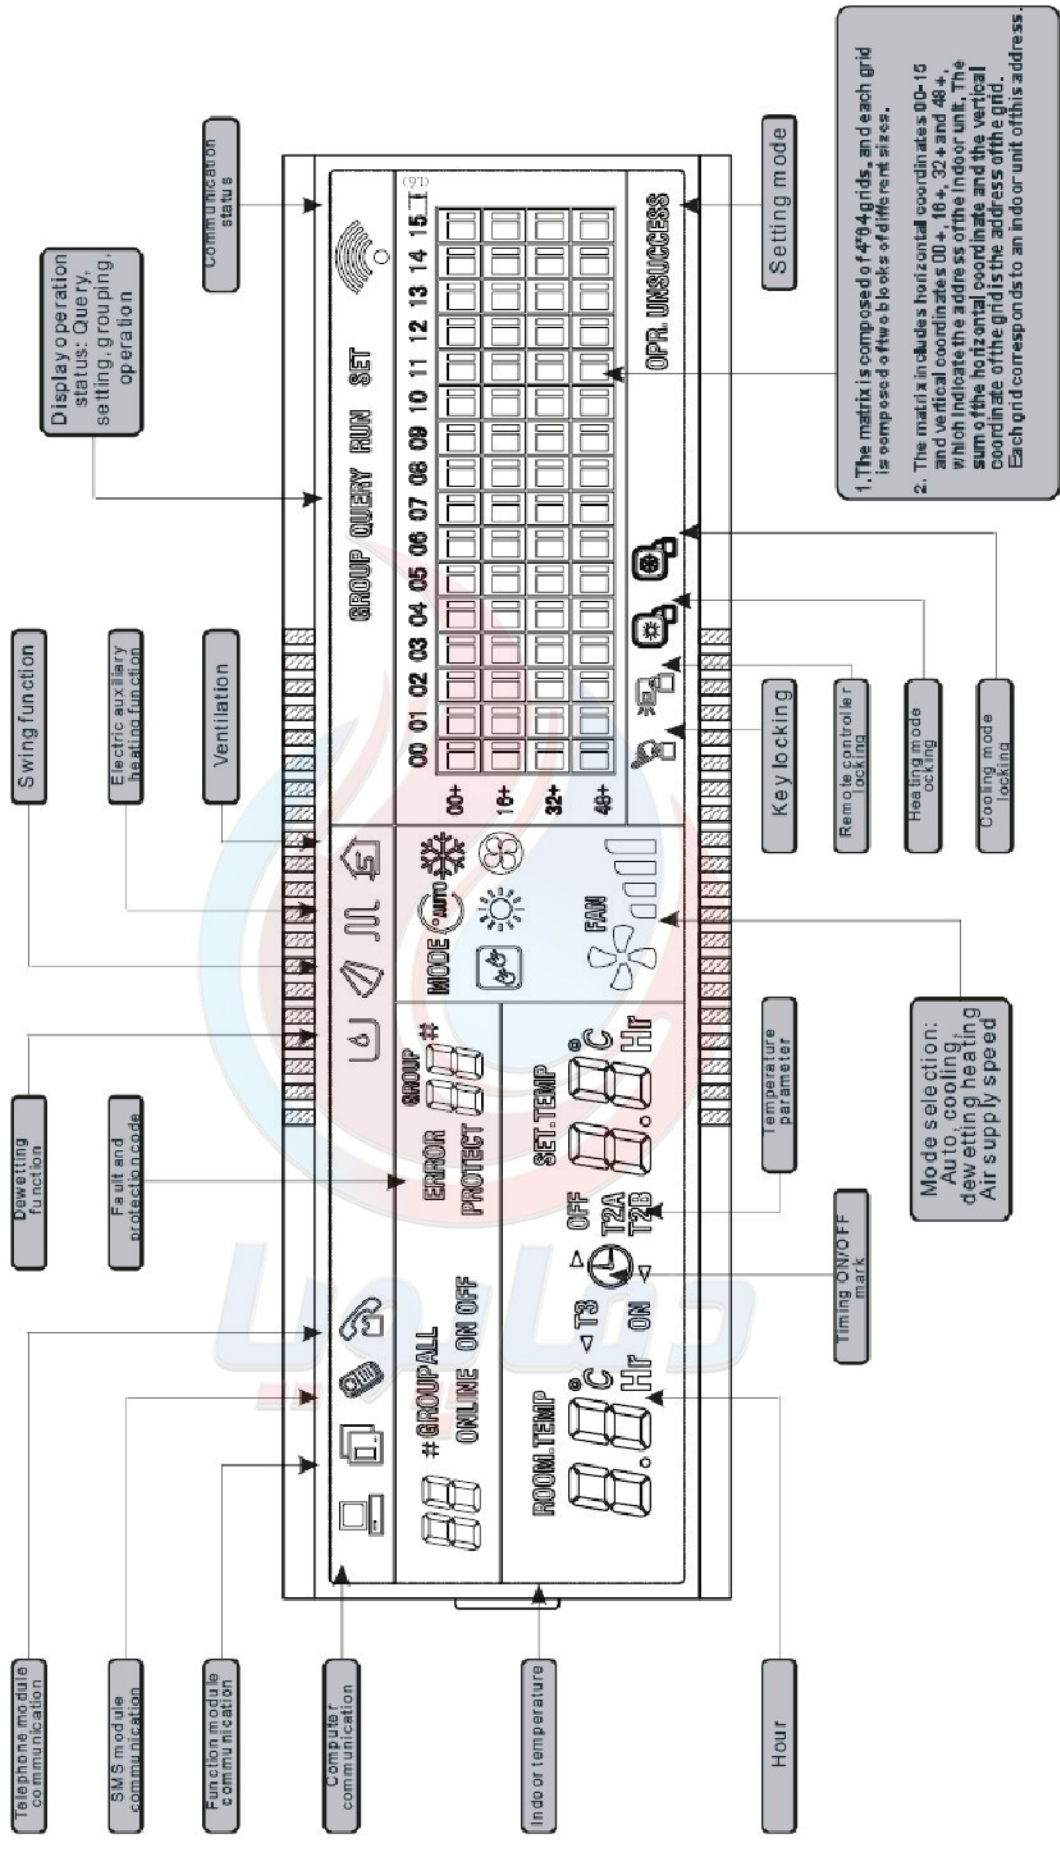 Telephone module
communication
SMS module
communication
Function module
communication
Computer
communication
Indoor temperature
Hour
Dewetting
function
Fault and
protection code
Swing function
Electric auxiliary
heating function
Ventilation
Display operation
status: Query,
setting, grouping,
operation
Communication
status
GROUP QUERY RUN SET
# GROUP ALL
ONLINE ON OFF
ERROR
PROTECT
GROUP
#
MODE
AUTO
FAN
ROOM.TEMP
°C
Hr
T3
ON
OFF
T2A
T2B
SET.TEMP
°C
Hr
00 01 02 03 04 05 06 07 08 09 10 11 12 13 14 15 (16)
00+
16+
32+
48+
OPR. UNSUCCESS
Timing ON/OFF
mark
Temperature
parameter
Mode selection:
Auto, cooling,
dewetting heating
Air supply speed
Key locking
Remote controller
locking
Heating mode
ocking
Cooling mode
locking
Setting mode
1.The matrix is composed of 4*64 grids, and each grid
is composed of two blocks of different sizes.
2. The matrix includes horizontal coordinates 00-15
and vertical coordinates 00+, 16+, 32+ and 48+,
which indicate the address of the indoor unit. The
sum of the horizontal coordinate and the vertical
coordinate of the grid is the address of the grid.
Each grid corresponds to an indoor unit of this address.